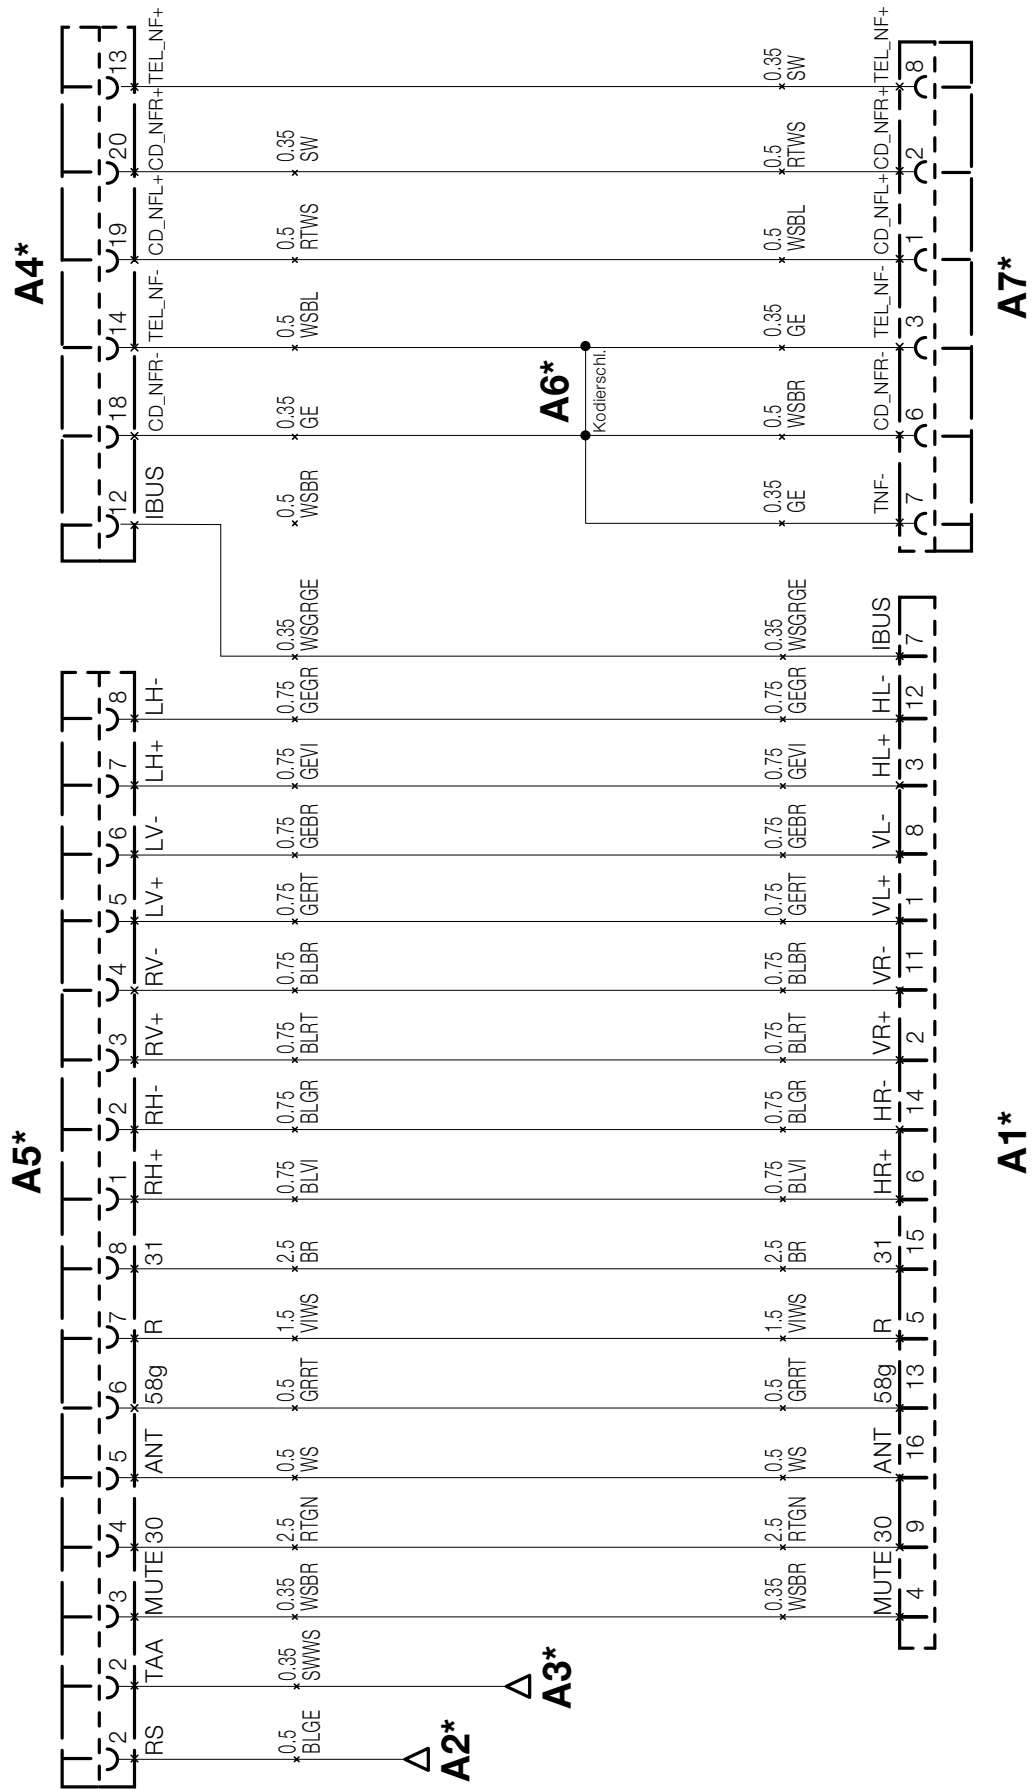 A4*
13
TEL_NF+
20
CD_NFR+
19
CD_NFL+
14
TEL_NF-
18
CD_NFR-
12
IBUS
0.35
SW
0.5
RTWS
0.5
WSBL
0.35
GE
0.5
WSBR
A6*
Kodierschl.
0.35
SW
0.5
RTWS
0.5
WSBL
0.35
GE
0.5
WSBR
0.35
GE
TEL_NF+
8
CD_NFR+
2
CD_NFL+
1
TEL_NF-
3
CD_NFR-
6
TNF-
7
A7*
A5*
8
LH-
7
LH+
6
LV-
5
LV+
4
RV-
3
RV+
2
RH-
1
RH+
8
31
7
R
6
58g
5
ANT
4
30
3
MUTE
2
TAA
2
RS
0.35
WSGRGE
0.75
GEGR
0.75
GEVI
0.75
GEBR
0.75
GERT
0.75
BLBR
0.75
BLRT
0.75
BLGR
0.75
BLVI
2.5
BR
1.5
VIWS
0.5
GRRT
0.5
WS
2.5
RTGN
0.35
WSBR
0.35
SWWS
0.5
BLGE
A3*
A2*
0.35
WSGRGE
0.75
GEGR
0.75
GEVI
0.75
GEBR
0.75
GERT
0.75
BLBR
0.75
BLRT
0.75
BLGR
0.75
BLVI
2.5
BR
1.5
VIWS
0.5
GRRT
0.5
WS
2.5
RTGN
0.35
WSBR
IBUS
7
HL-
12
HL+
3
VL-
8
VL+
1
VR-
11
VR+
2
HR-
14
HR+
6
31
15
R
5
58g
13
ANT
16
30
9
MUTE
4
A1*